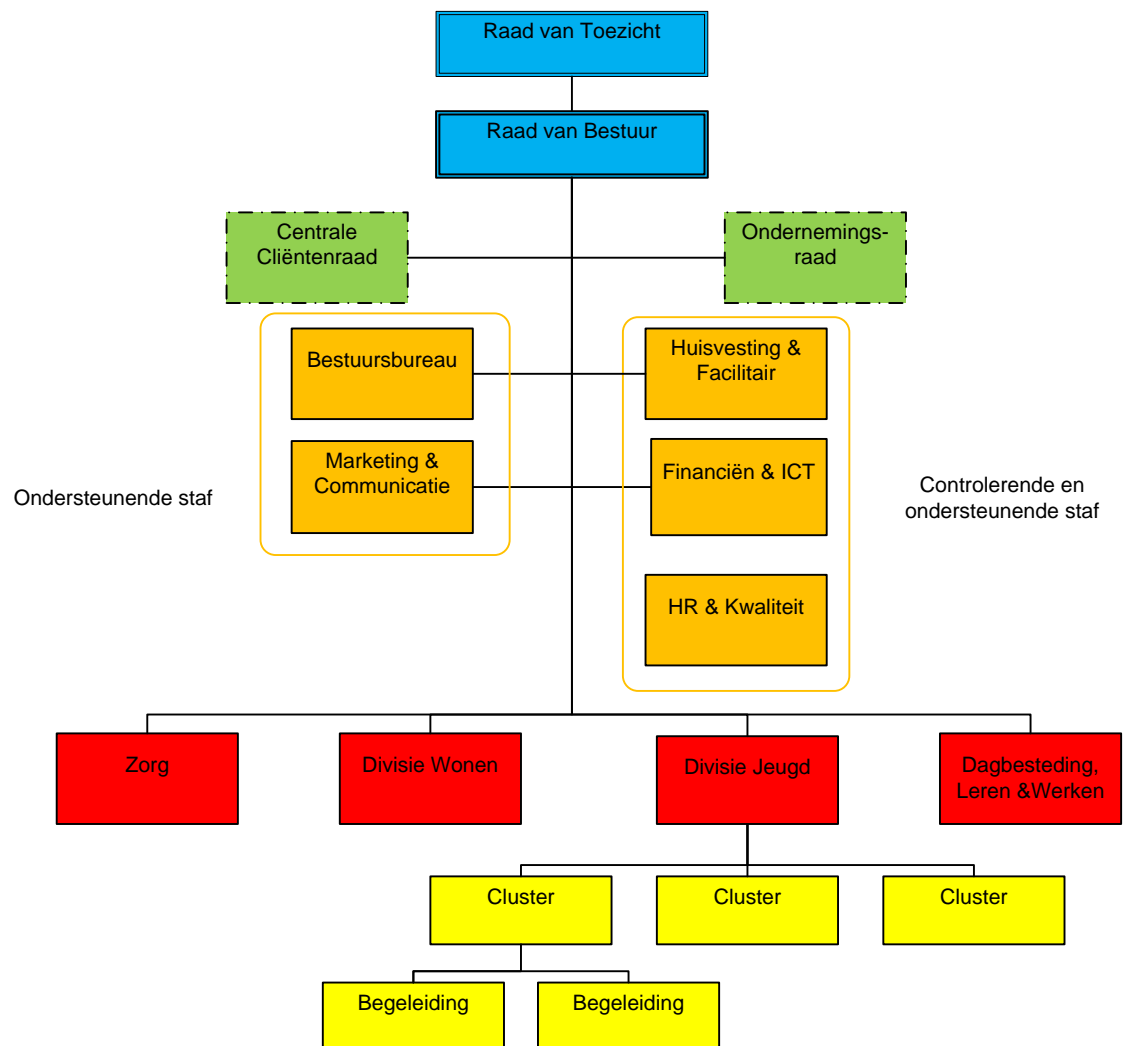 Raad van Toezicht
Raad van Bestuur
Centrale
Cliëntenraad
Ondernemings-
raad
Bestuursbureau
Huisvesting &
Facilitair
Marketing &
Communicatie
Financiën & ICT
Ondersteunende staf
Controlerende en
ondersteunende staf
HR & Kwaliteit
Zorg
Divisie Wonen
Divisie Jeugd
Dagbesteding,
Leren &Werken
Cluster
Cluster
Cluster
Begeleiding
Begeleiding